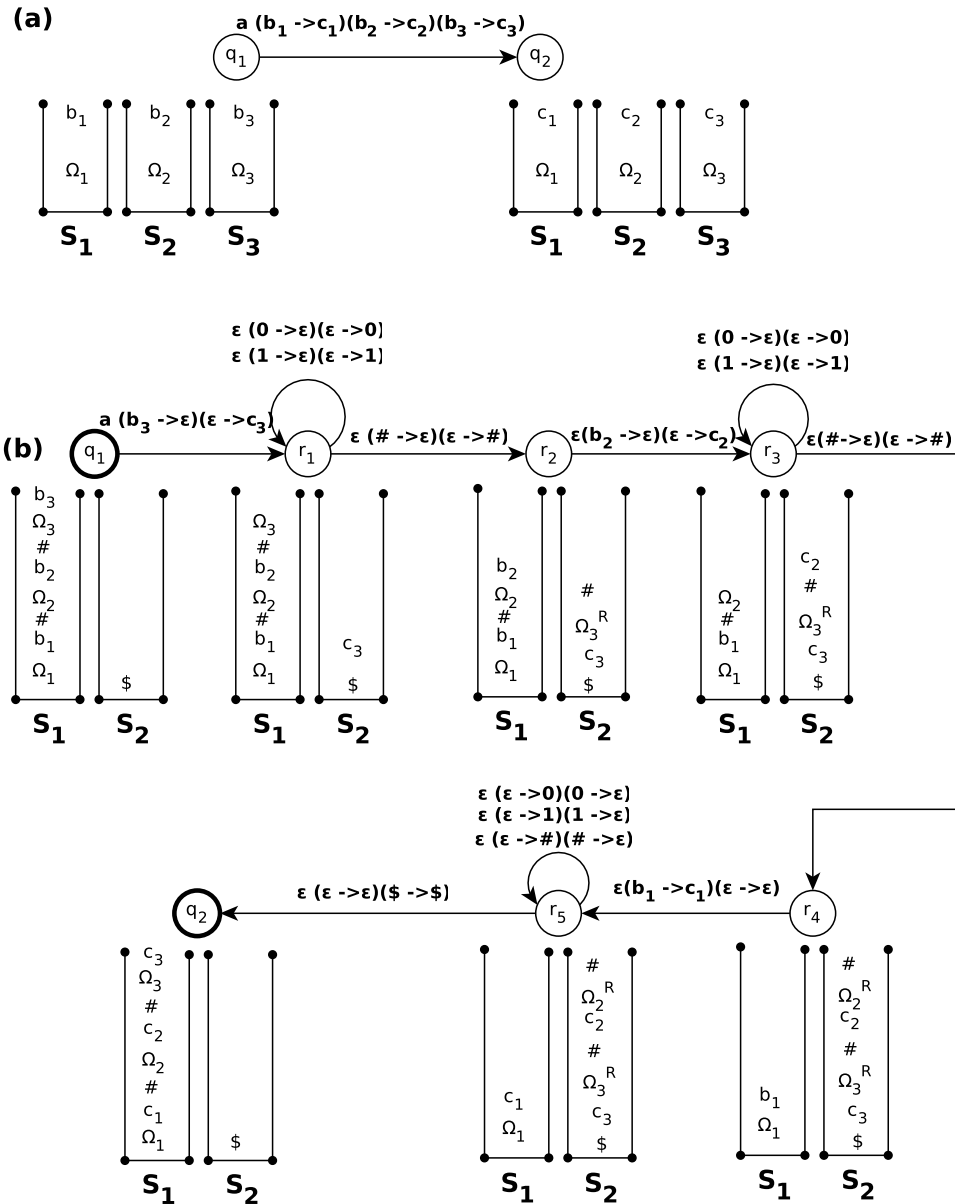 (a)
a (b₁ ->c₁)(b₂ ->c₂)(b₃ ->c₃)
q₁ q₂
b₁ b₂ b₃ c₁ c₂ c₃
Ω₁ Ω₂ Ω₃ Ω₁ Ω₂ Ω₃
S₁ S₂ S₃ S₁ S₂ S₃
ε (0 ->ε)(ε ->0) ε (0 ->ε)(ε ->0)
ε (1 ->ε)(ε ->1) ε (1 ->ε)(ε ->1)
a (b₃ ->ε)(ε ->c₃) ε (# ->ε)(ε ->#) ε(b₂ ->ε)(ε ->c₂) ε(#->ε)(ε ->#)
(b) q₁ r₁ r₂ r₃
b₃
Ω₃ Ω₃
# #
b₂ b₂ b₂ c₂
Ω₂ Ω₂ Ω₂ # Ω₂ #
# # # Ω₃ᴿ # Ω₃ᴿ
b₁ b₁ c₃ b₁ c₃ b₁ c₃
Ω₁ $ Ω₁ $ Ω₁ $ Ω₁ $
S₁ S₂ S₁ S₂ S₁ S₂ S₁ S₂
ε (ε ->0)(0 ->ε)
ε (ε ->1)(1 ->ε)
ε (ε ->#)(# ->ε)
ε (ε ->ε)($ ->$) ε(b₁ ->c₁)(ε ->ε)
q₂ r₅ r₄
c₃ # #
Ω₃ Ω₂ᴿ Ω₂ᴿ
# c₂ c₂
c₂ # #
Ω₂ Ω₃ᴿ Ω₃ᴿ
#
c₁ c₁ c₃ b₁ c₃
Ω₁ $ Ω₁ $ Ω₁ $
S₁ S₂ S₁ S₂ S₁ S₂